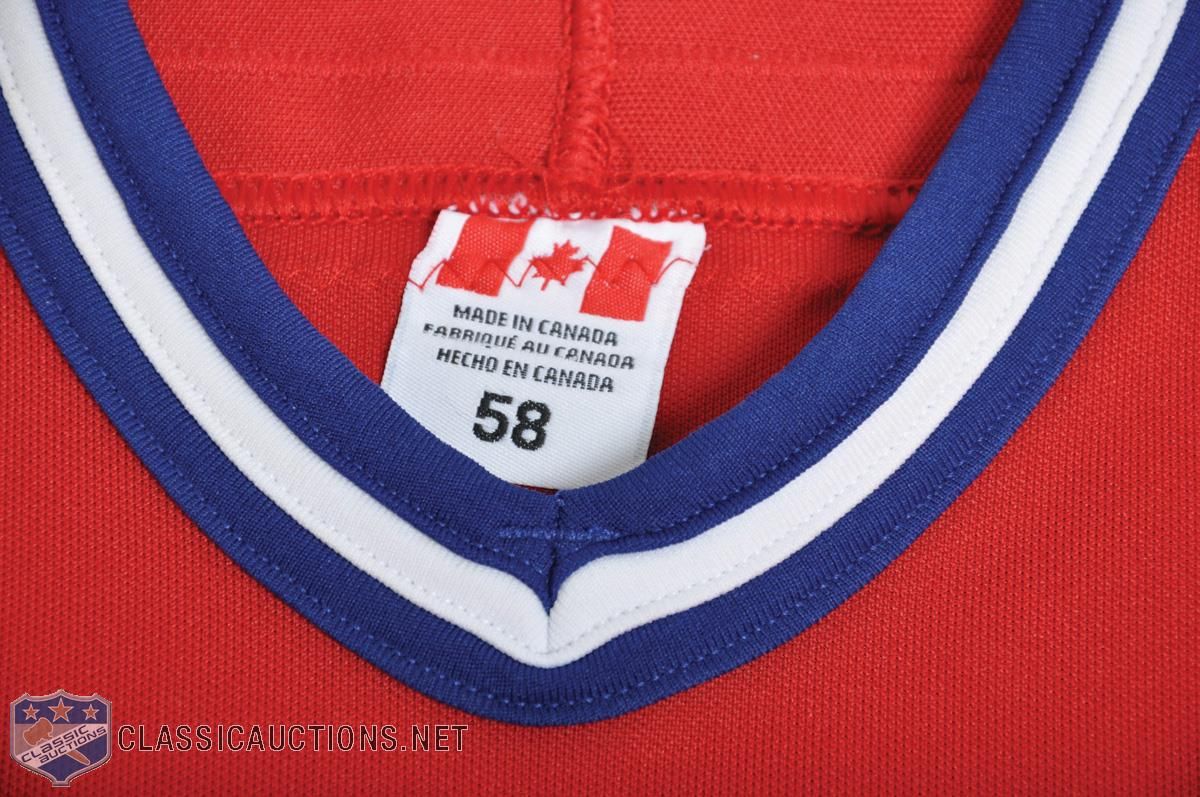 MADE IN CANADA
FABRIQUÉ AU CANADA
HECHO EN CANADA
58
CLASSIC
AUCTIONS
CLASSICAUCTIONS.NET